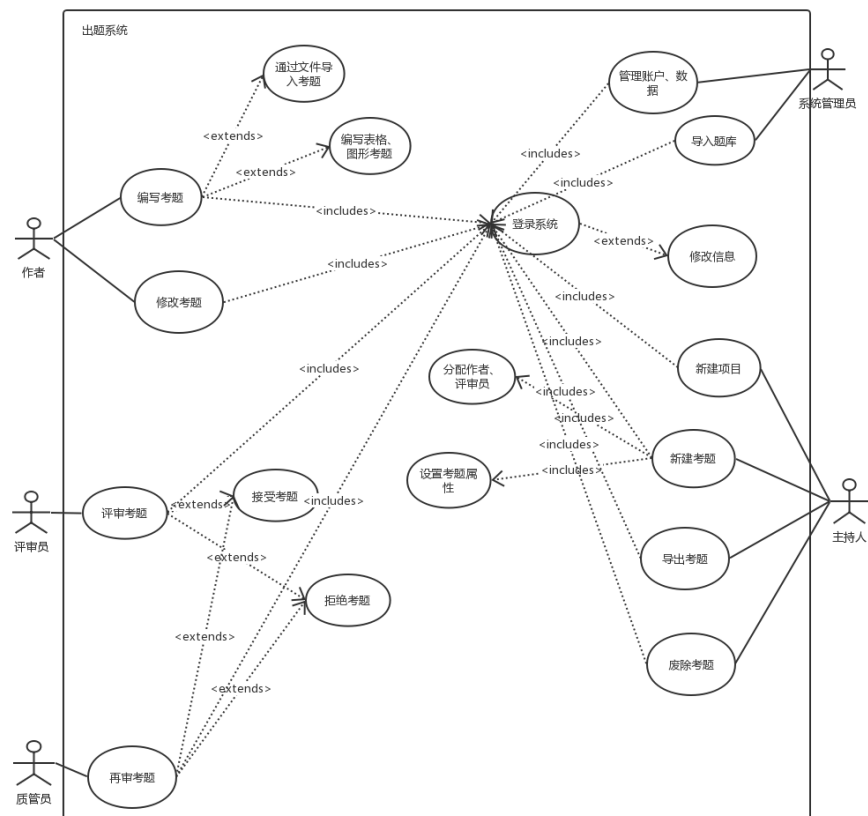 出题系统
通过文件导
入考题
管理账户、数
据
系统管理员
<extends>
编写表格、
图形考题
导入题库
<includes>
<extends>
<includes>
编写考题
<includes>
登录系统
<extends>
修改信息
作者
<includes>
修改考题
<includes>
<includes>
<includes>
分配作者、
评审员
新建项目
<includes>
<includes>
<includes>
新建考题
设置考题属
性
<includes>
接受考题
<extends>
<includes>
评审考题
评审员
主持人
<extends>
导出考题
拒绝考题
<extends>
废除考题
<extends>
再审考题
质管员